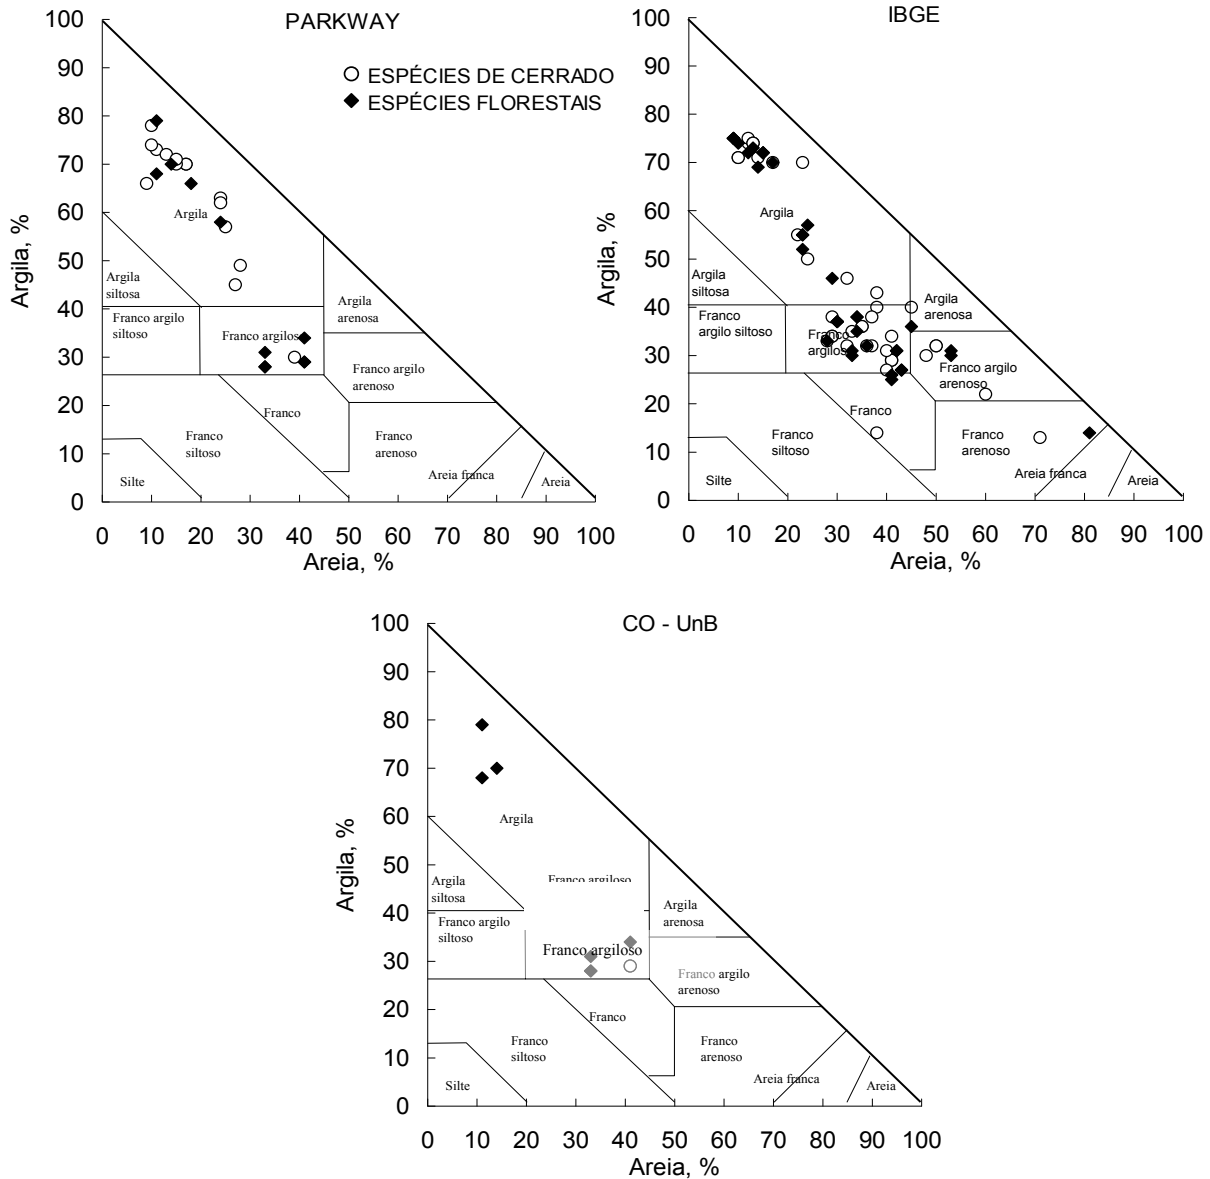 PARKWAY
ESPÉCIES DE CERRADO
ESPÉCIES FLORESTAIS
Argila, %
100
90
80
70
60
50
40
30
20
10
0
Argila
Argila
siltosa
Argila
arenosa
Franco argilo
siltoso
Franco argiloso
Franco argilo
arenoso
Franco
Franco
siltoso
Franco
arenoso
Silte
Areia franca
Areia
0 10 20 30 40 50 60 70 80 90 100
Areia, %
IBGE
Argila, %
100
90
80
70
60
50
40
30
20
10
0
Argila
Argila
siltosa
Argila
arenosa
Franco
argilo siltoso
Franco
argiloso
Franco argilo
arenoso
Franco
Franco
siltoso
Franco
arenoso
Silte
Areia franca
Areia
0 10 20 30 40 50 60 70 80 90 100
Areia, %
CO - UnB
Argila, %
100
90
80
70
60
50
40
30
20
10
0
Argila
Argila
siltosa
Franco argiloso
Argila
arenosa
Franco argilo
siltoso
Franco argiloso
Franco argilo
arenoso
Franco
Franco
siltoso
Franco
arenoso
Silte
Areia franca
Areia
0 10 20 30 40 50 60 70 80 90 100
Areia, %